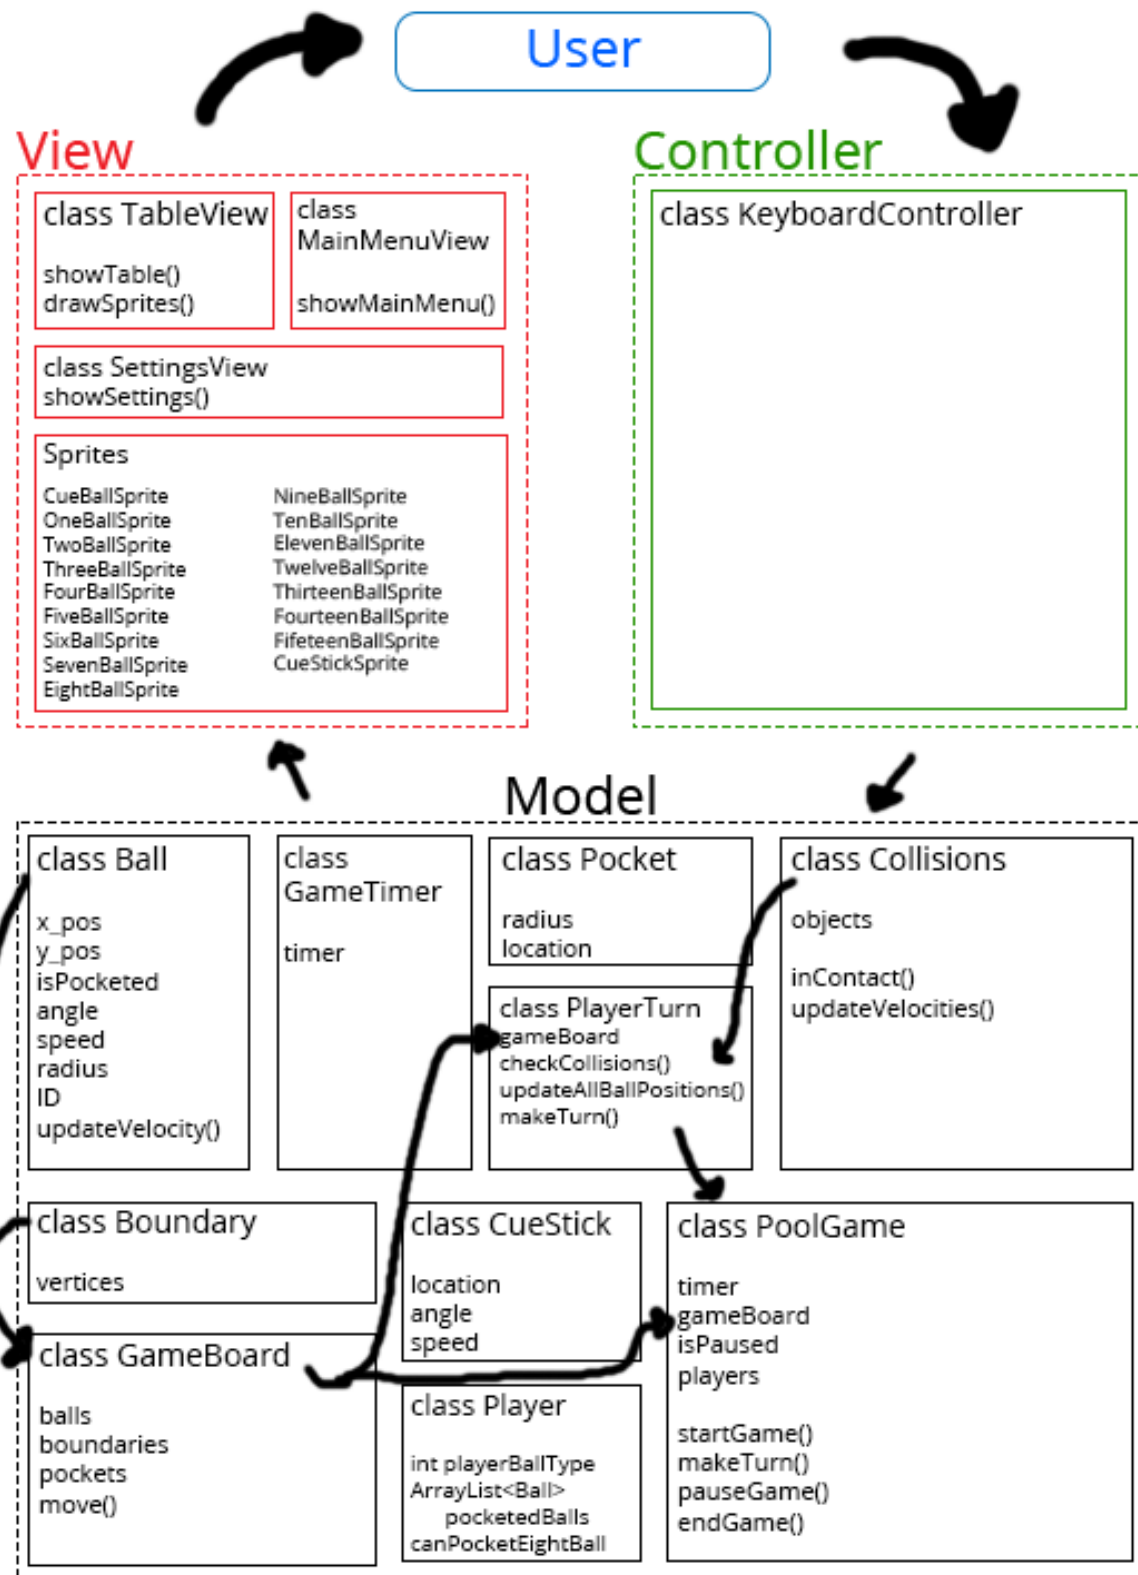 User
View
class TableView
showTable()
drawSprites()
class
MainMenuView
showMainMenu()
class SettingsView
showSettings()
Sprites
CueBallSprite
OneBallSprite
TwoBallSprite
ThreeBallSprite
FourBallSprite
FiveBallSprite
SixBallSprite
SevenBallSprite
EightBallSprite
NineBallSprite
TenBallSprite
ElevenBallSprite
TwelveBallSprite
ThirteenBallSprite
FourteenBallSprite
FifeteenBallSprite
CueStickSprite
Controller
class KeyboardController
Model
class Ball
x_pos
y_pos
isPocketed
angle
speed
radius
ID
updateVelocity()
class
GameTimer
timer
class Pocket
radius
location
class PlayerTurn
gameBoard
checkCollisions()
updateAllBallPositions()
makeTurn()
class Collisions
objects
inContact()
updateVelocities()
class Boundary
vertices
class GameBoard
balls
boundaries
pockets
move()
class CueStick
location
angle
speed
class Player
int playerBallType
ArrayList<Ball>
pocketedBalls
canPocketEightBall
class PoolGame
timer
gameBoard
isPaused
players
startGame()
makeTurn()
pauseGame()
endGame()